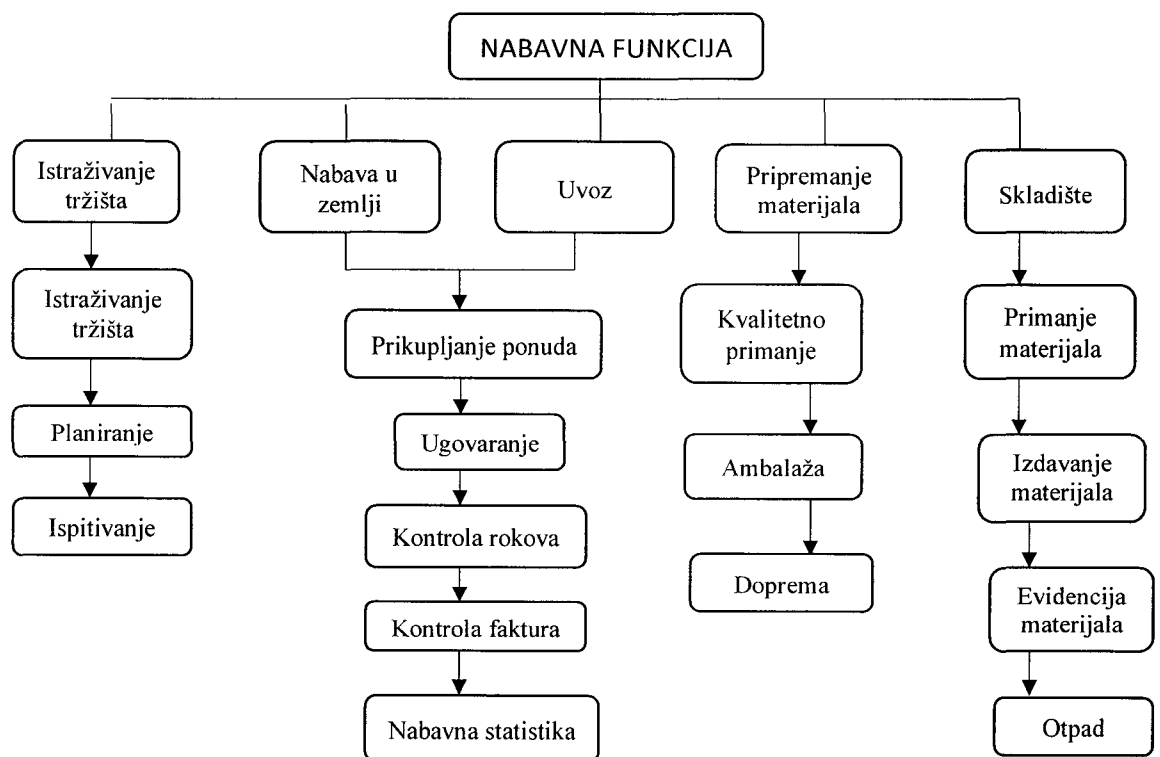 NABAVNA FUNKCIJA
Istraživanje
tržišta
Nabava u
zemlji
Uvoz
Pripremanje
materijala
Skladište
Istraživanje
tržišta
Planiranje
Ispitivanje
Prikupljanje ponuda
Ugovaranje
Kontrola rokova
Kontrola faktura
Nabavna statistika
Kvalitetno
primanje
Ambalaža
Doprema
Primanje
materijala
Izdavanje
materijala
Evidencija
materijala
Otpad